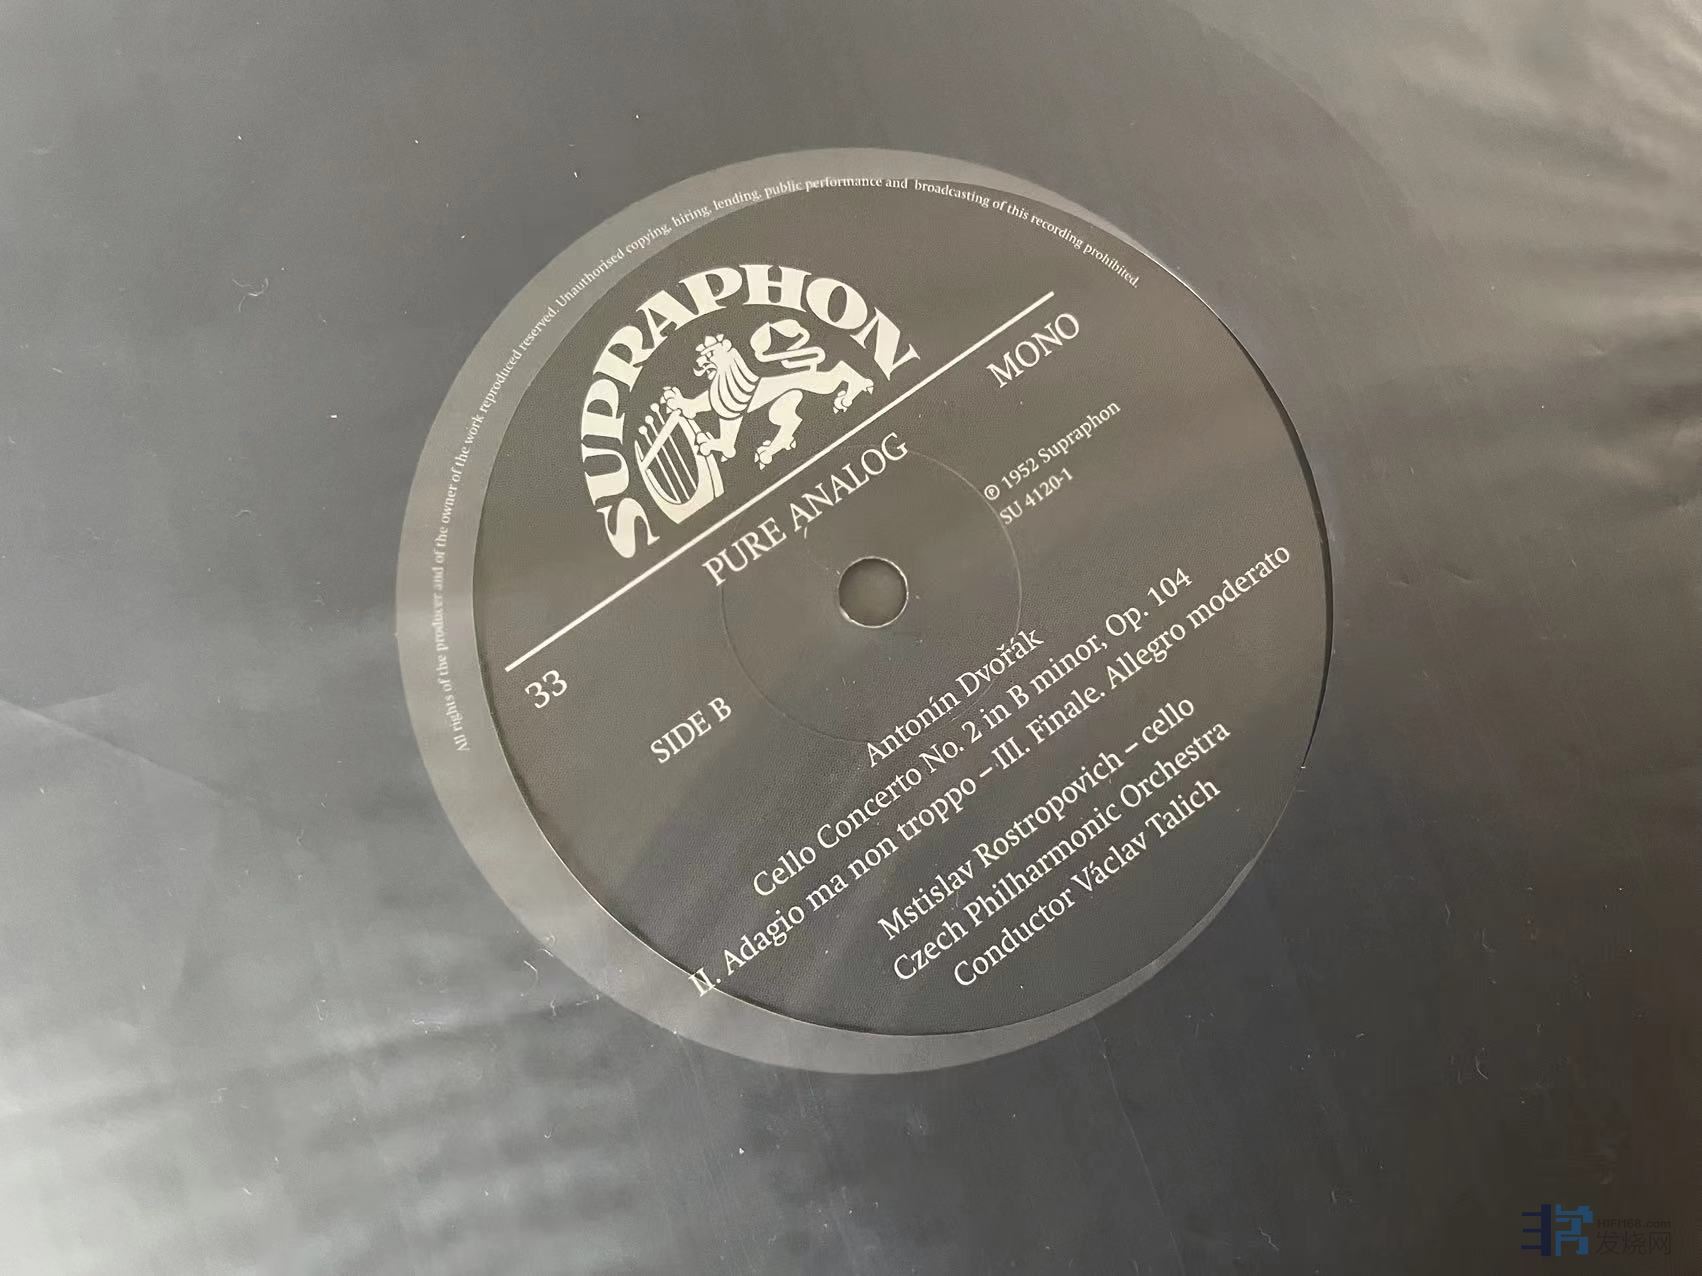 All rights of the producer and of the owner of the work reproduced reserved. Unauthorised copying, hiring, lending, public performance and broadcasting of this recording prohibited.
SUPRAPHON
33
PURE ANALOG
MONO
SIDE B
℗ 1952 Supraphon
SU 4120-1
Antonín Dvořák
Cello Concerto No. 2 in B minor, Op. 104
II. Adagio ma non troppo – III. Finale. Allegro moderato
Mstislav Rostropovich – cello
Czech Philharmonic Orchestra
Conductor Václav Talich
HIFI168.com
发烧网